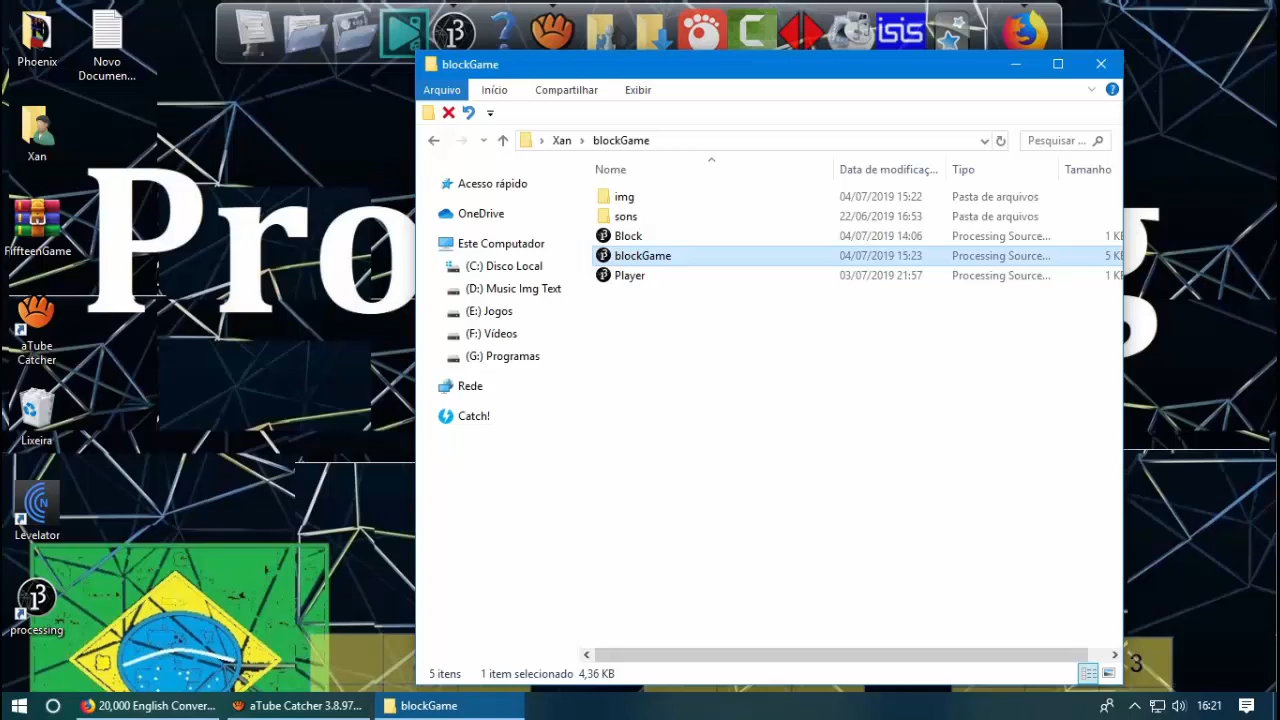 Phoenix
Novo
Documen...
Xan
FiffteenGame
aTube
Catcher
Lixeira
Levelator
processing
Pro
isis
blockGame
Arquivo
Início
Compartilhar
Exibir
Xan
blockGame
Pesquisar ...
Nome
Data de modificaç...
Tipo
Tamanho
img
04/07/2019 15:22
Pasta de arquivos
sons
22/06/2019 16:53
Pasta de arquivos
Block
04/07/2019 14:06
Processing Source...
1 K
blockGame
04/07/2019 15:23
Processing Source...
5 K
Player
03/07/2019 21:57
Processing Source...
1 K
Acesso rápido
OneDrive
Este Computador
(C:) Disco Local
(D:) Music Img Text
(E:) Jogos
(F:) Vídeos
(G:) Programas
Rede
Catch!
5 itens
1 item selecionado 4,36 KB
3
20,000 English Conver...
aTube Catcher 3.8.97...
blockGame
16:21